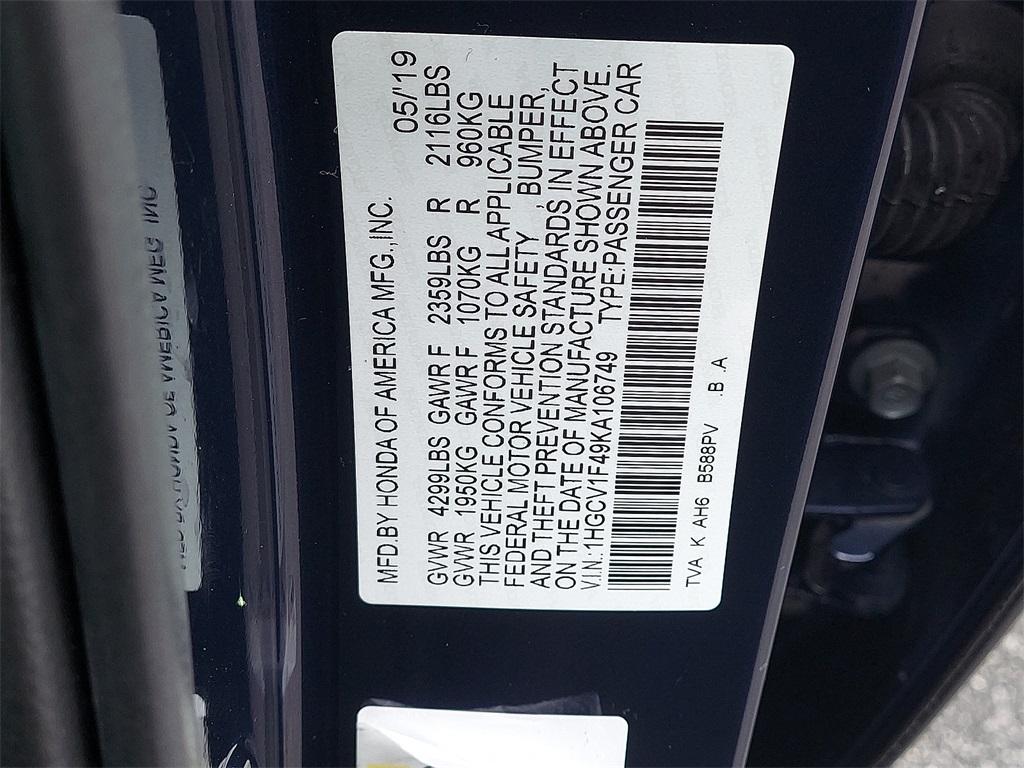 MFD.BY HONDA OF AMERICA MFG.,INC. 05/'19
GVWR 4299LBS GAWR F 2359LBS R 2116LBS
GVWR 1950KG GAWR F 1070KG R 960KG
THIS VEHICLE CONFORMS TO ALL APPLICABLE
FEDERAL MOTOR VEHICLE SAFETY, BUMPER,
AND THEFT PREVENTION STANDARDS IN EFFECT
ON THE DATE OF MANUFACTURE SHOWN ABOVE.
V.I.N.:1HGCV1F49KA106749 TYPE:PASSENGER CAR
TVA K AH6 B588PV .B A